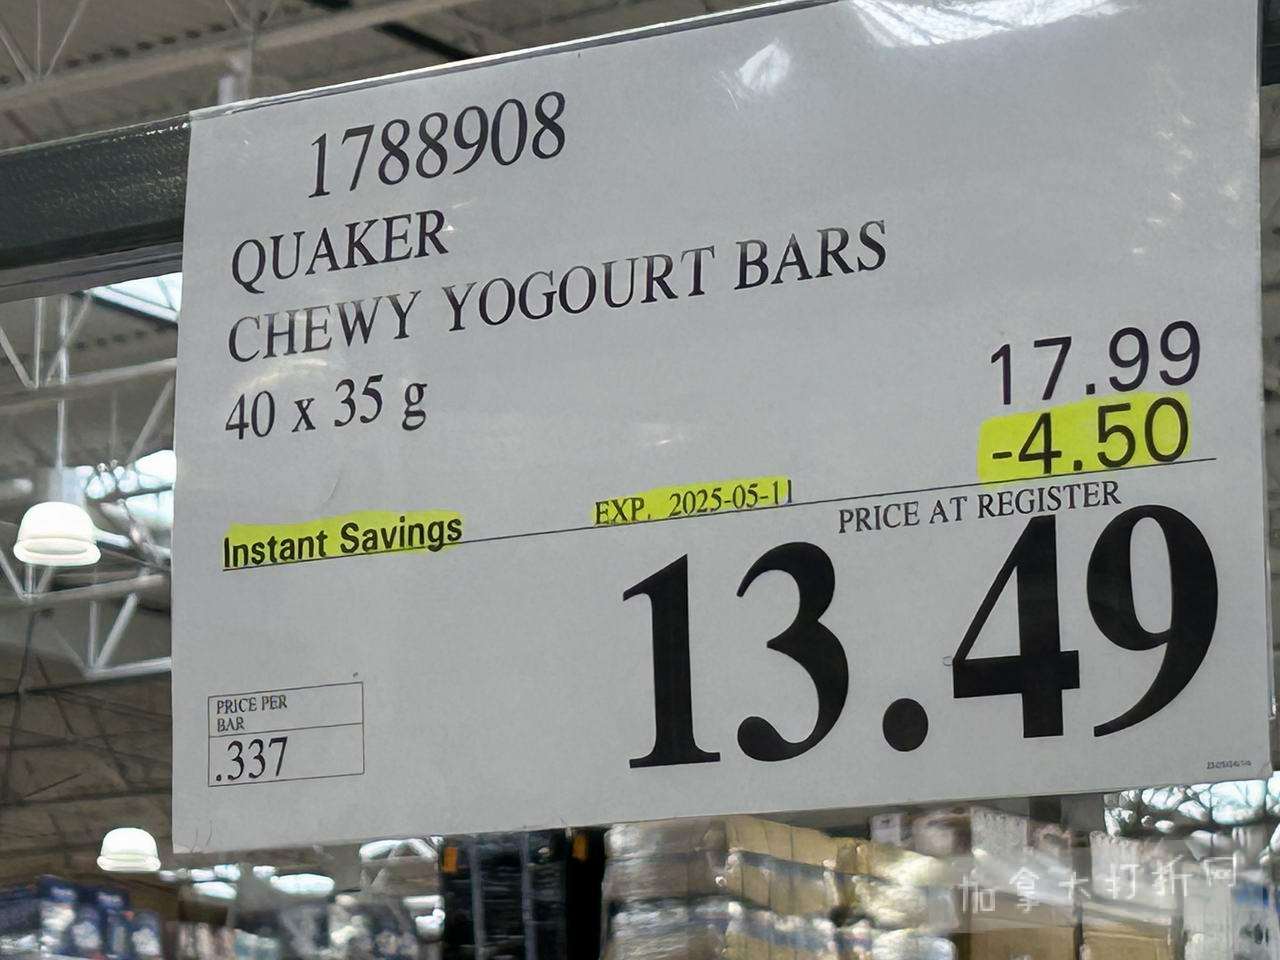 1788908
QUAKER
CHEWY YOGOURT BARS
40 x 35 g
17.99
-4.50
Instant Savings
EXP. 2025-05-11
PRICE AT REGISTER
13.49
PRICE PER
BAR
.337
加拿大打折网